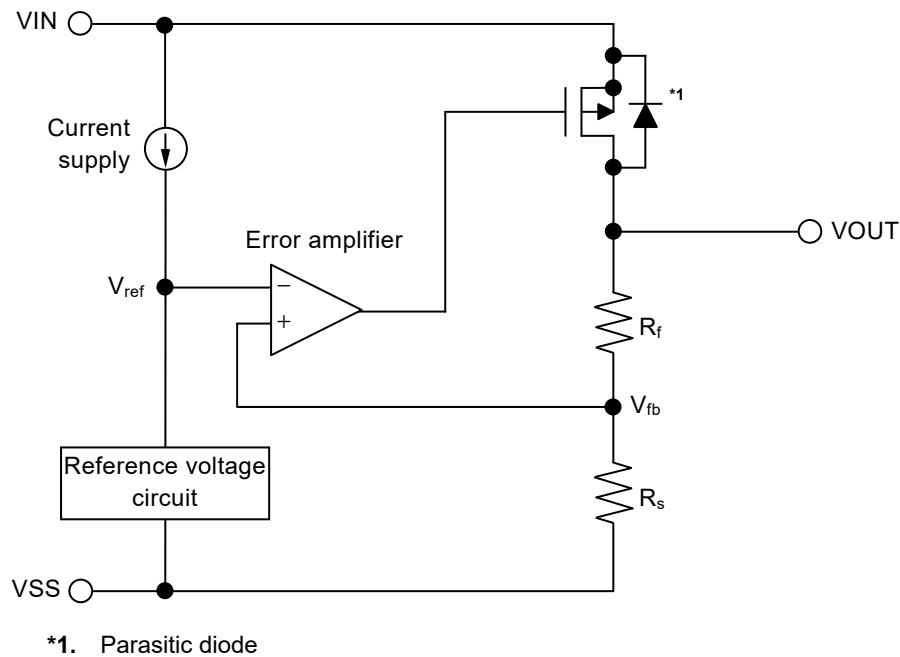 VIN
*1
Current
supply
Error amplifier
VOUT
Vref
−
+
Rf
Vfb
Reference voltage
circuit
Rs
VSS
*1. Parasitic diode